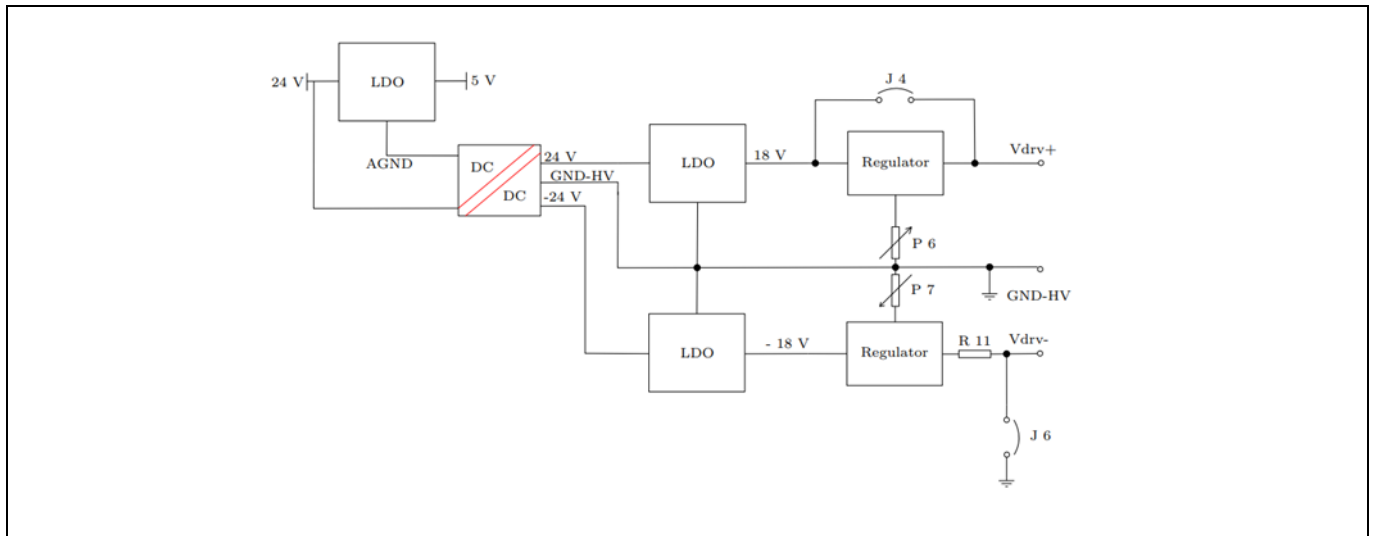 J 4
24 V
LDO
5 V
AGND
DC
DC
24 V
GND-HV
-24 V
LDO
18 V
Regulator
Vdrv+
P 6
P 7
GND-HV
LDO
- 18 V
Regulator
R 11
Vdrv-
J 6